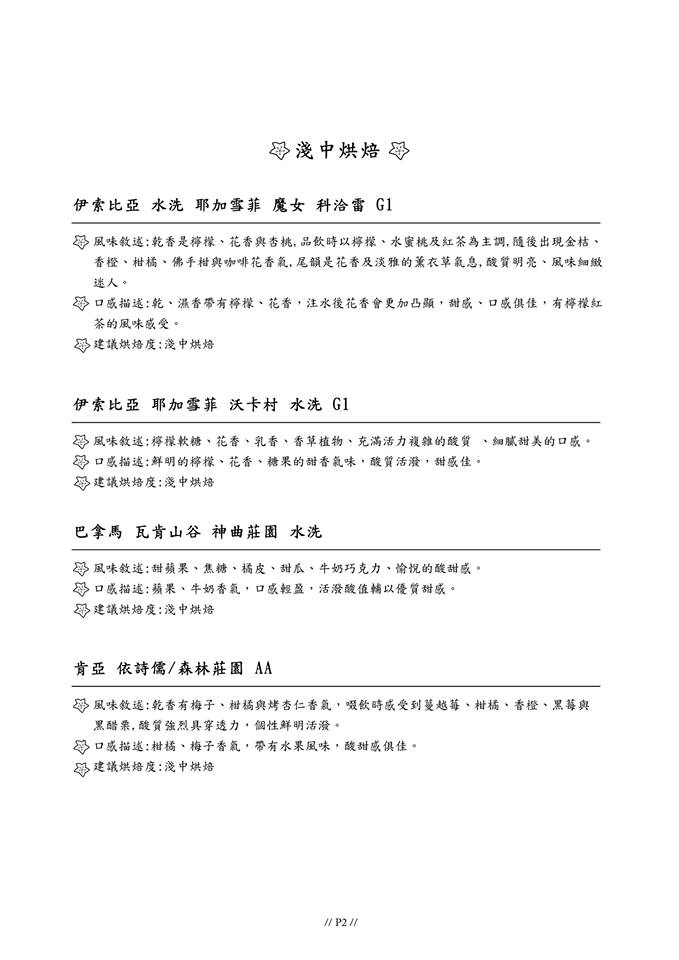 淺中烘焙
伊索比亞 水洗 耶加雪菲 魔女 科洽雷 G1
風味敘述:乾香是檸檬、花香與杏桃,品飲時以檸檬、水蜜桃及紅茶為主調,隨後出現金桔、
香橙、柑橘、佛手柑與咖啡花香氣,尾韻是花香及淡雅的薰衣草氣息,酸質明亮、風味細緻
迷人。
口感描述:乾、濕香帶有檸檬、花香,注水後花香會更加凸顯,甜感、口感俱佳,有檸檬紅
茶的風味感受。
建議烘焙度:淺中烘焙
伊索比亞 耶加雪菲 沃卡村 水洗 G1
風味敘述:檸檬軟糖、花香、乳香、香草植物、充滿活力複雜的酸質 、細膩甜美的口感。
口感描述:鮮明的檸檬、花香、糖果的甜香氣味,酸質活潑,甜感佳。
建議烘焙度:淺中烘焙
巴拿馬 瓦肯山谷 神曲莊園 水洗
風味敘述:甜蘋果、焦糖、橘皮、甜瓜、牛奶巧克力、愉悅的酸甜感。
口感描述:蘋果、牛奶香氣,口感輕盈,活潑酸值輔以優質甜感。
建議烘焙度:淺中烘焙
肯亞 依詩儒/森林莊園 AA
風味敘述:乾香有梅子、柑橘與烤杏仁香氣,啜飲時感受到蔓越莓、柑橘、香橙、黑莓與
黑醋栗,酸質強烈具穿透力,個性鮮明活潑。
口感描述:柑橘、梅子香氣,帶有水果風味,酸甜感俱佳。
建議烘焙度:淺中烘焙
// P2 //